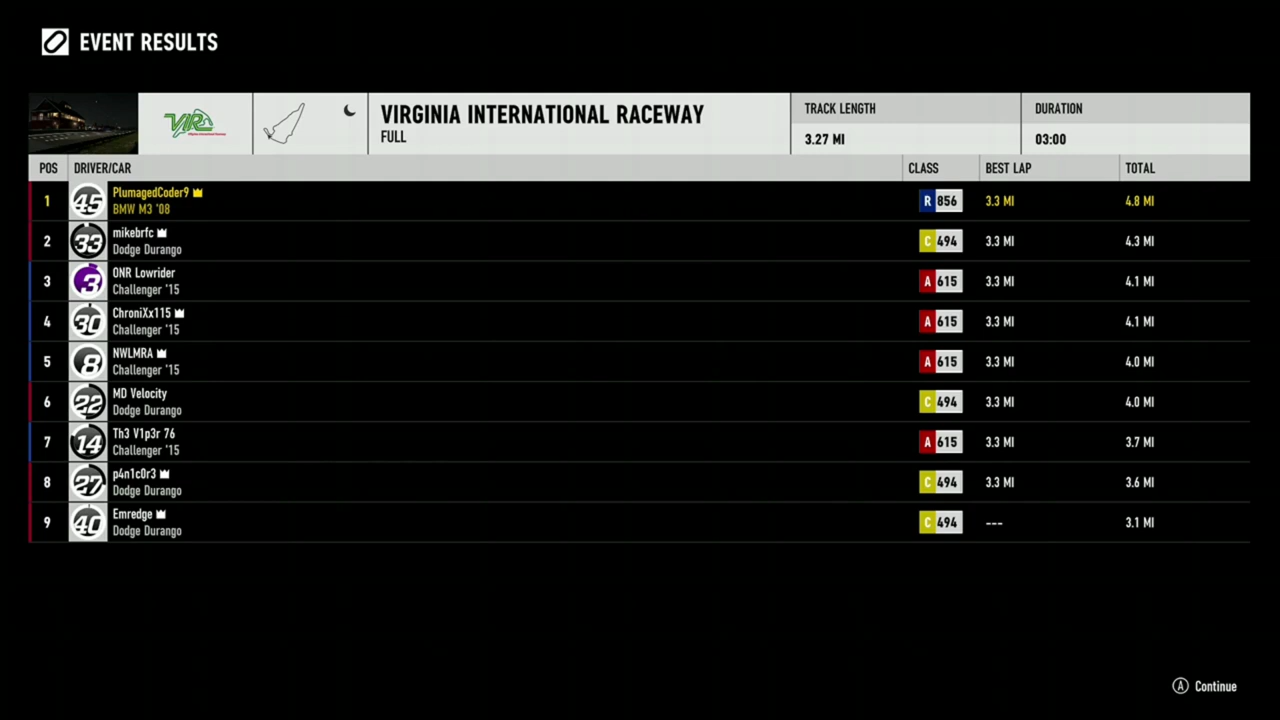 EVENT RESULTS
VIR
VIRGINIA INTERNATIONAL RACEWAY
FULL
TRACK LENGTH
3.27 MI
DURATION
03:00
POS DRIVER/CAR CLASS BEST LAP TOTAL
1 45 PlumagedCoder9 R 856 3.3 MI 4.8 MI
BMW M3 '08
2 33 mikebrfc C 494 3.3 MI 4.3 MI
Dodge Durango
3 3 ONR Lowrider A 615 3.3 MI 4.1 MI
Challenger '15
4 30 ChroniXx115 A 615 3.3 MI 4.1 MI
Challenger '15
5 8 NWLMRA A 615 3.3 MI 4.0 MI
Challenger '15
6 22 MD Velocity C 494 3.3 MI 4.0 MI
Dodge Durango
7 14 Th3 V1p3r 76 A 615 3.3 MI 3.7 MI
Challenger '15
8 27 p4n1c0r3 C 494 3.3 MI 3.6 MI
Dodge Durango
9 40 Emredge C 494 --- 3.1 MI
Dodge Durango
A Continue